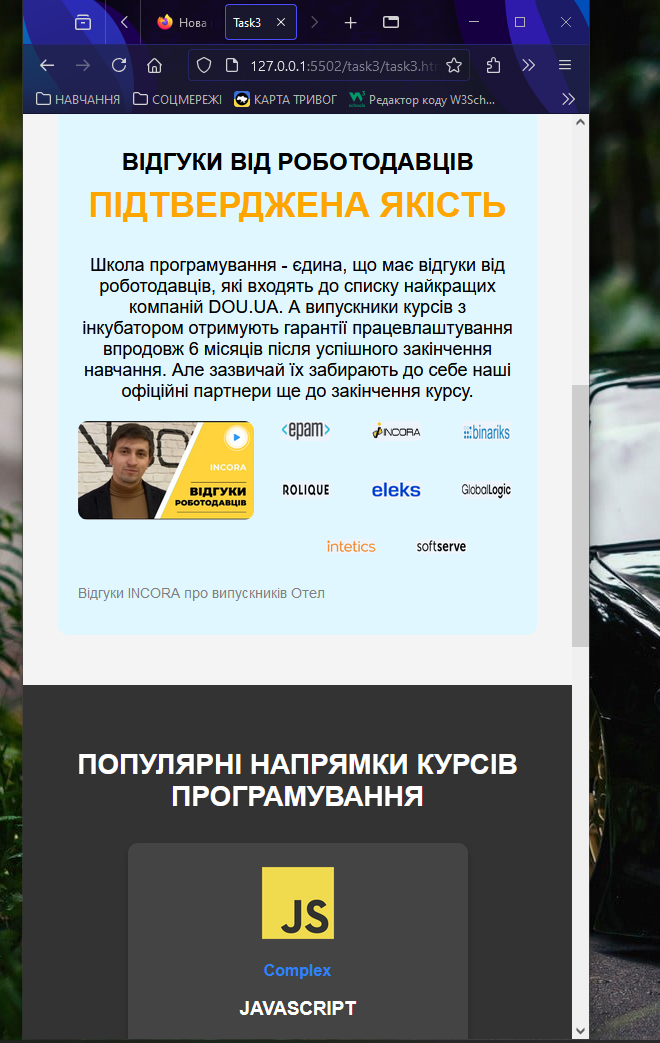 Нова
Task3
127.0.0.1:5502/task3/task3.ht
НАВЧАННЯ
СОЦМЕРЕЖІ
КАРТА ТРИВОГ
Редактор коду W3Sch...
ВІДГУКИ ВІД РОБОТОДАВЦІВ
ПІДТВЕРДЖЕНА ЯКІСТЬ
Школа програмування - єдина, що має відгуки від
роботодавців, які входять до списку найкращих
компаній DOU.UA. А випускники курсів з
інкубатором отримують гарантії працевлаштування
впродовж 6 місяців після успішного закінчення
навчання. Але зазвичай їх забирають до себе наші
офіційні партнери ще до закінчення курсу.
INCORA
ВІДГУКИ
РОБОТОДАВЦІВ
<epam>
INCORA
binariks
ROLIQUE
eleks
GlobalLogic
intetics
softserve
Відгуки INCORA про випускників Отел
ПОПУЛЯРНІ НАПРЯМКИ КУРСІВ
ПРОГРАМУВАННЯ
JS
Complex
JAVASCRIPT